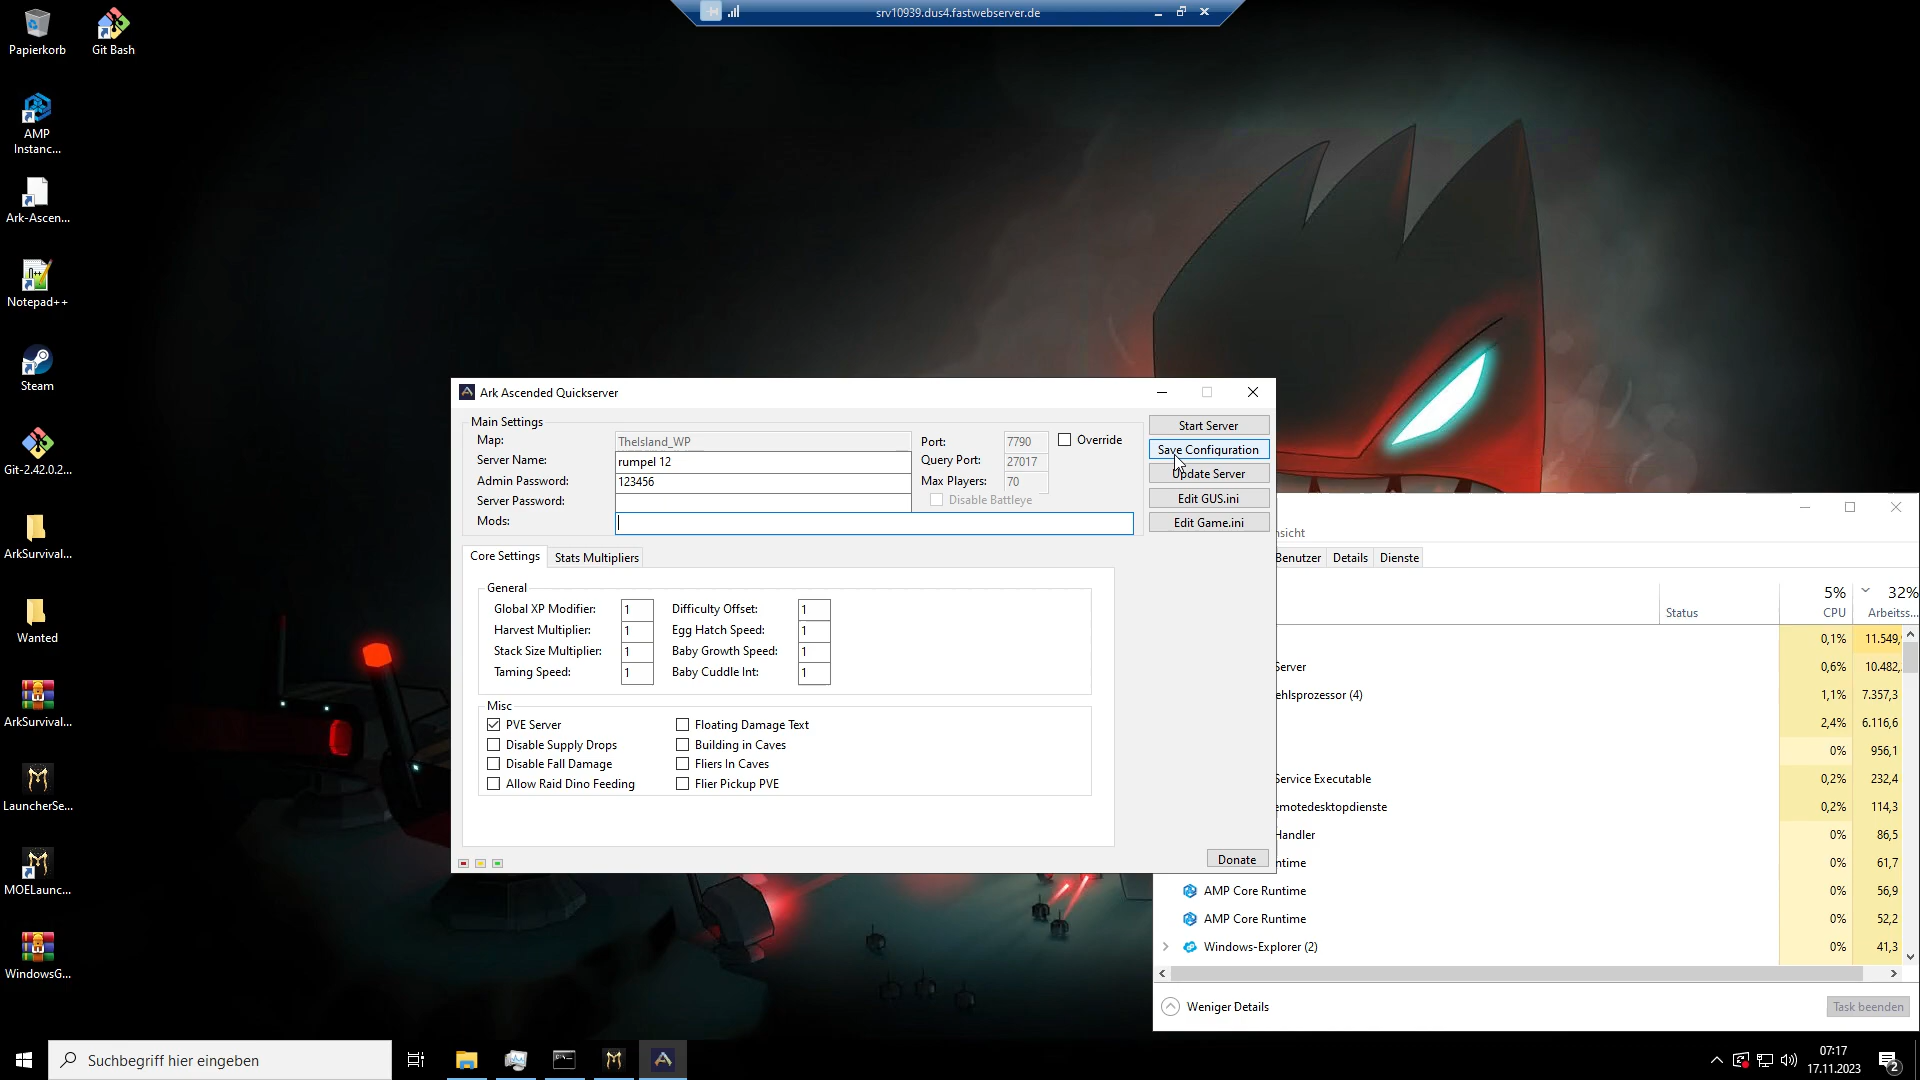 srv10939.dus4.fastwebserver.de
Papierkorb
Git Bash
AMP
Instanc...
Ark-Ascen...
Notepad++
Steam
Git-2.42.0.2...
ArkSurvival...
Wanted
ArkSurvival...
LauncherSe...
MOELaunc...
WindowsG...
Ark Ascended Quickserver
Main Settings
Map: TheIsland_WP Port: 7790 Override
Server Name: rumpel 12 Query Port: 27017
Admin Password: 123456 Max Players: 70
Server Password: Disable Battleye
Mods:
Start Server
Save Configuration
Update Server
Edit GUS.ini
Edit Game.ini
Core Settings Stats Multipliers
General
Global XP Modifier: 1 Difficulty Offset: 1
Harvest Multiplier: 1 Egg Hatch Speed: 1
Stack Size Multiplier: 1 Baby Growth Speed: 1
Taming Speed: 1 Baby Cuddle Int: 1
Misc
PVE Server Floating Damage Text
Disable Supply Drops Building in Caves
Disable Fall Damage Fliers In Caves
Allow Raid Dino Feeding Flier Pickup PVE
Donate
nsicht
Benutzer Details Dienste
5% 32%
Status CPU Arbeitss...
0,1% 11.549,
Server 0,6% 10.482,
ehlsprozessor (4) 1,1% 7.357,3
2,4% 6.116,6
0% 956,1
Service Executable 0,2% 232,4
emotedesktopdienste 0,2% 114,3
Handler 0% 86,5
ntime 0% 61,7
AMP Core Runtime 0% 56,9
AMP Core Runtime 0% 52,2
Windows-Explorer (2) 0% 41,3
Weniger Details Task beenden
Suchbegriff hier eingeben
07:17
17.11.2023
2